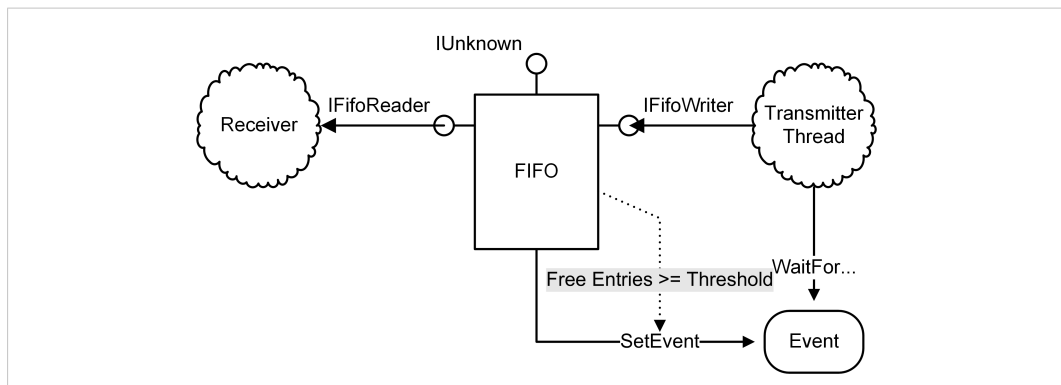 IUnknown
IFifoReader
IFifoWriter
Receiver
Transmitter
Thread
FIFO
WaitFor...
Free Entries >= Threshold
SetEvent
Event